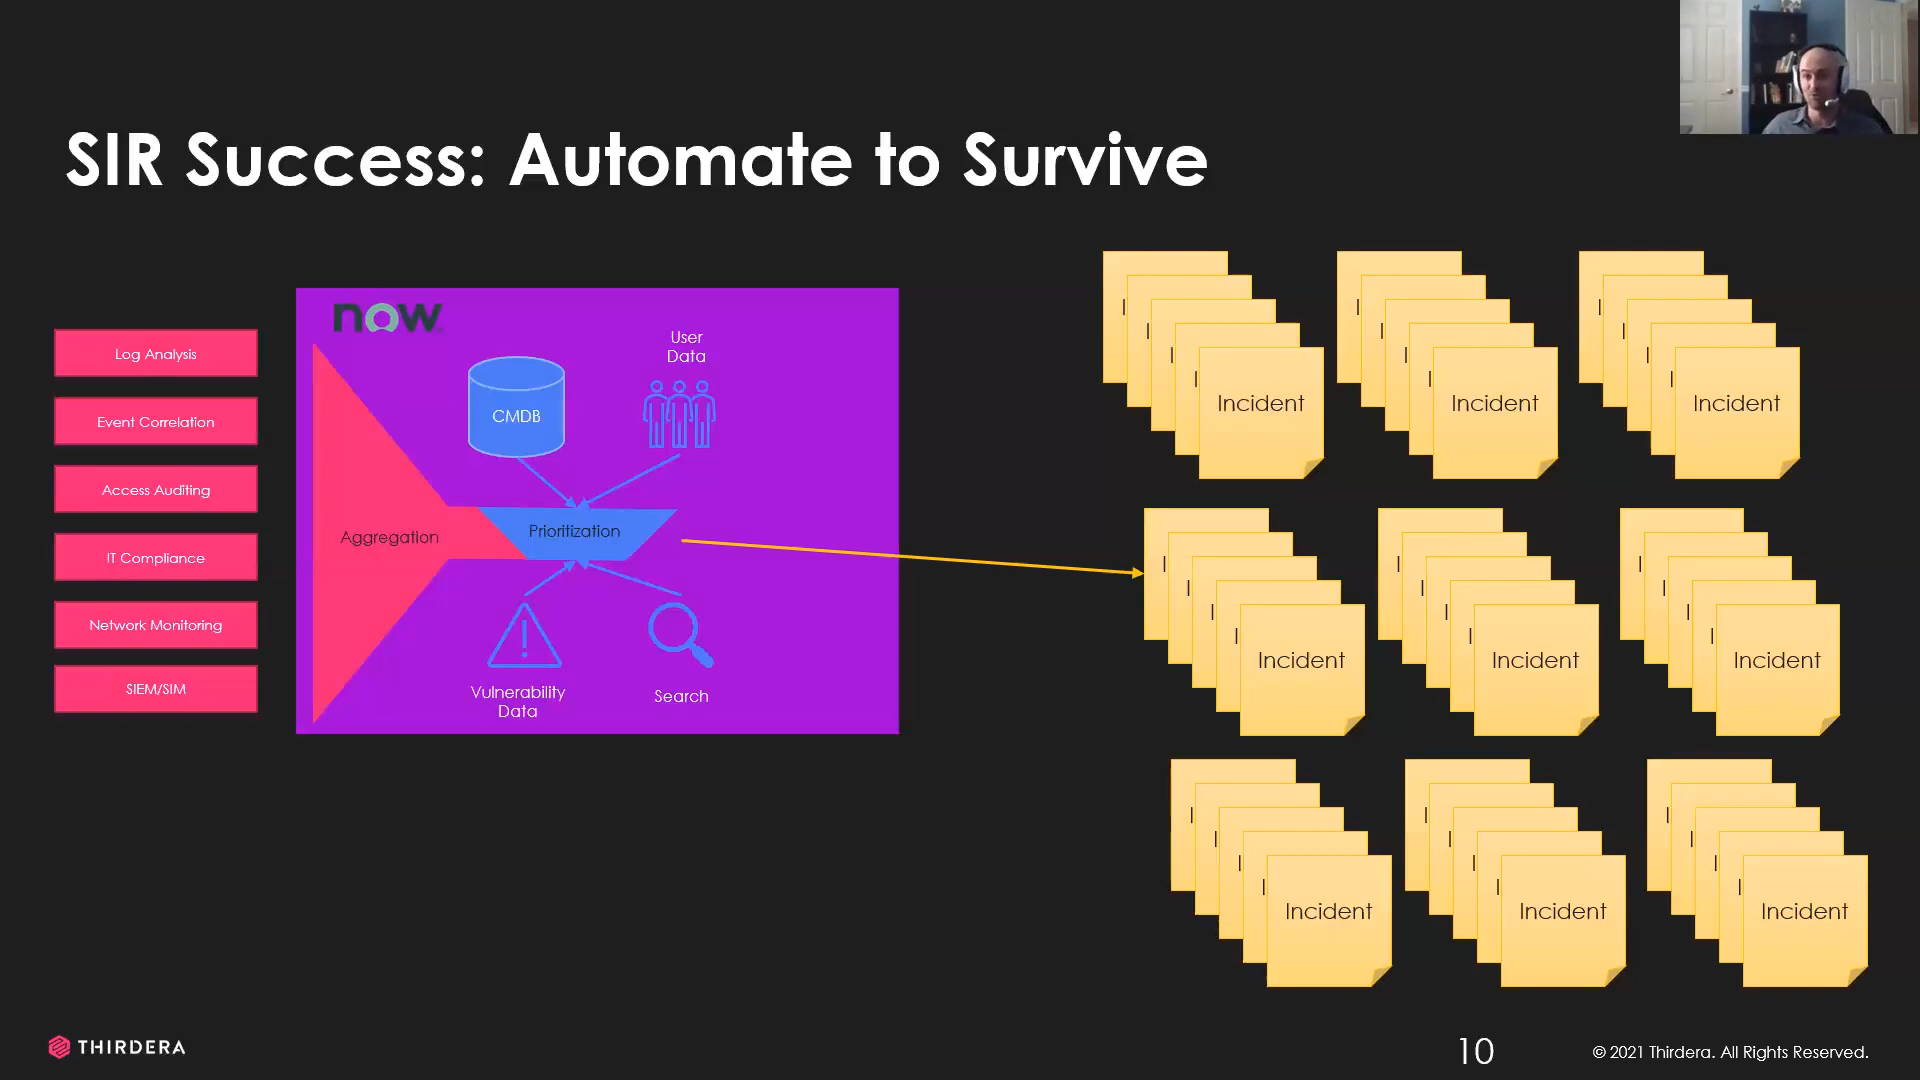 SIR Success: Automate to Survive
Log Analysis
Event Correlation
Access Auditing
IT Compliance
Network Monitoring
SIEM/SIM
now
CMDB
User
Data
Aggregation
Prioritization
Vulnerability
Data
Search
I
I
I
I
Incident
I
I
I
I
Incident
I
I
I
I
Incident
I
I
I
I
Incident
I
I
I
I
Incident
I
I
I
I
Incident
I
I
I
I
Incident
I
I
I
I
Incident
I
I
I
I
Incident
THIRDERA
10
© 2021 Thirdera. All Rights Reserved.